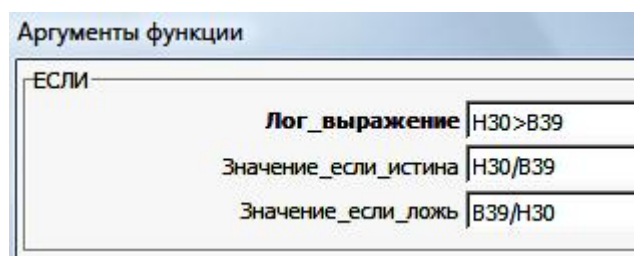 Аргументы функции
ЕСЛИ
Лог_выражение H30>B39
Значение_если_истина H30/B39
Значение_если_ложь B39/H30